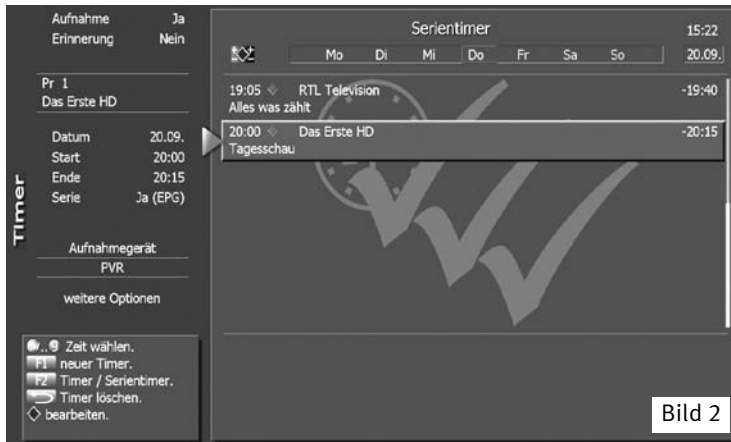 Aufnahme Ja
Erinnerung Nein
Pr 1
Das Erste HD
Datum 20.09.
Start 20:00
Ende 20:15
Serie Ja (EPG)
Aufnahmegerät
PVR
weitere Optionen
Timer
..9 Zeit wählen.
F1 neuer Timer.
F2 Timer / Serientimer.
Timer löschen.
bearbeiten.
Serientimer 15:22
Mo Di Mi Do Fr Sa So 20.09.
19:05 RTL Television -19:40
Alles was zählt
20:00 Das Erste HD -20:15
Tagesschau
Bild 2